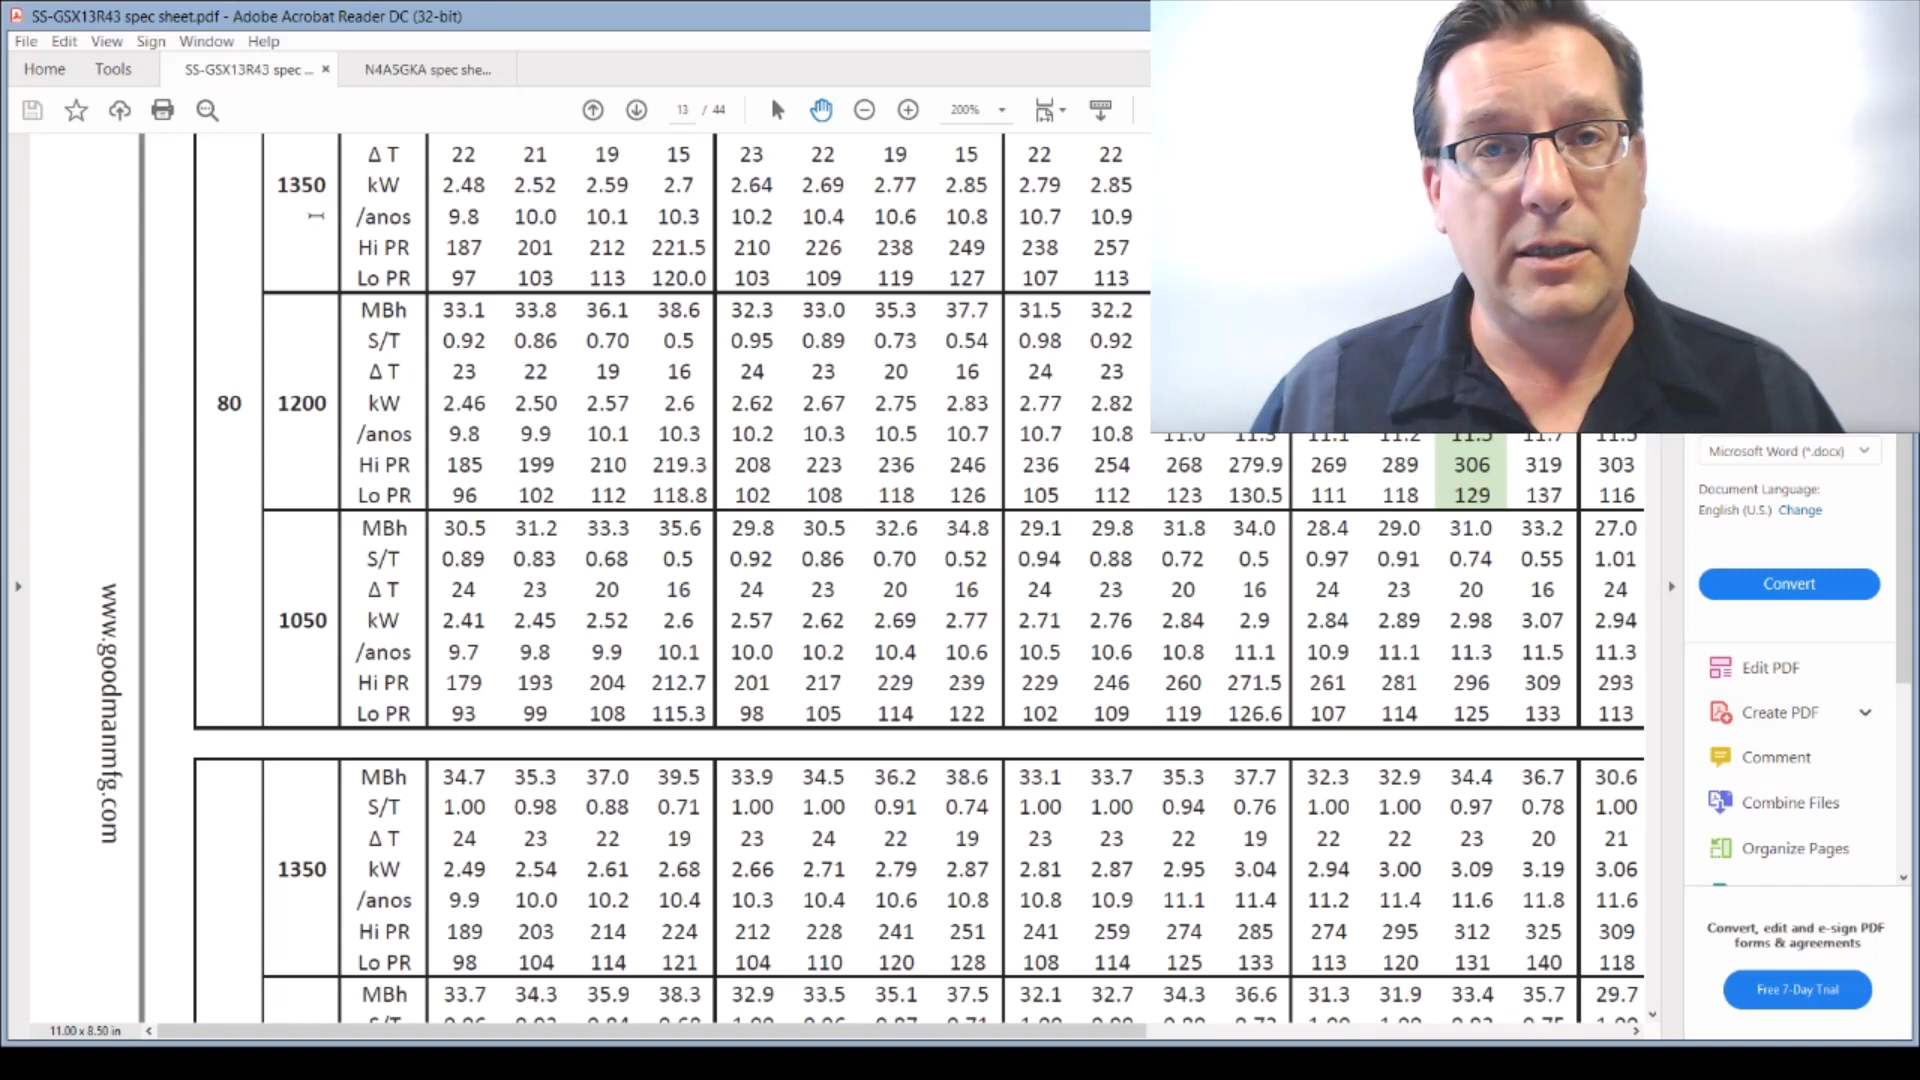 SS-GSX13R43 spec sheet.pdf - Adobe Acrobat Reader DC (32-bit)
File Edit View Sign Window Help
Home Tools SS-GSX13R43 spec ... × N4A5GKA spec she...
13 / 44 200%
Δ T 22 21 19 15 23 22 19 15 22 22
1350 kW 2.48 2.52 2.59 2.7 2.64 2.69 2.77 2.85 2.79 2.85
/anos 9.8 10.0 10.1 10.3 10.2 10.4 10.6 10.8 10.7 10.9
Hi PR 187 201 212 221.5 210 226 238 249 238 257
Lo PR 97 103 113 120.0 103 109 119 127 107 113
MBh 33.1 33.8 36.1 38.6 32.3 33.0 35.3 37.7 31.5 32.2
S/T 0.92 0.86 0.70 0.5 0.95 0.89 0.73 0.54 0.98 0.92
Δ T 23 22 19 16 24 23 20 16 24 23
80 1200 kW 2.46 2.50 2.57 2.6 2.62 2.67 2.75 2.83 2.77 2.82
/anos 9.8 9.9 10.1 10.3 10.2 10.3 10.5 10.7 10.7 10.8 11.0 11.3 11.1 11.2 11.5 11.7 11.5
Hi PR 185 199 210 219.3 208 223 236 246 236 254 268 279.9 269 289 306 319 303
Lo PR 96 102 112 118.8 102 108 118 126 105 112 123 130.5 111 118 129 137 116
MBh 30.5 31.2 33.3 35.6 29.8 30.5 32.6 34.8 29.1 29.8 31.8 34.0 28.4 29.0 31.0 33.2 27.0
S/T 0.89 0.83 0.68 0.5 0.92 0.86 0.70 0.52 0.94 0.88 0.72 0.5 0.97 0.91 0.74 0.55 1.01
Δ T 24 23 20 16 24 23 20 16 24 23 20 16 24 23 20 16 24
1050 kW 2.41 2.45 2.52 2.6 2.57 2.62 2.69 2.77 2.71 2.76 2.84 2.9 2.84 2.89 2.98 3.07 2.94
/anos 9.7 9.8 9.9 10.1 10.0 10.2 10.4 10.6 10.5 10.6 10.8 11.1 10.9 11.1 11.3 11.5 11.3
Hi PR 179 193 204 212.7 201 217 229 239 229 246 260 271.5 261 281 296 309 293
Lo PR 93 99 108 115.3 98 105 114 122 102 109 119 126.6 107 114 125 133 113
MBh 34.7 35.3 37.0 39.5 33.9 34.5 36.2 38.6 33.1 33.7 35.3 37.7 32.3 32.9 34.4 36.7 30.6
S/T 1.00 0.98 0.88 0.71 1.00 1.00 0.91 0.74 1.00 1.00 0.94 0.76 1.00 1.00 0.97 0.78 1.00
Δ T 24 23 22 19 23 24 22 19 23 23 22 19 22 22 23 20 21
1350 kW 2.49 2.54 2.61 2.68 2.66 2.71 2.79 2.87 2.81 2.87 2.95 3.04 2.94 3.00 3.09 3.19 3.06
/anos 9.9 10.0 10.2 10.4 10.3 10.4 10.6 10.8 10.8 10.9 11.1 11.4 11.2 11.4 11.6 11.8 11.6
Hi PR 189 203 214 224 212 228 241 251 241 259 274 285 274 295 312 325 309
Lo PR 98 104 114 121 104 110 120 128 108 114 125 133 113 120 131 140 118
MBh 33.7 34.3 35.9 38.3 32.9 33.5 35.1 37.5 32.1 32.7 34.3 36.6 31.3 31.9 33.4 35.7 29.7
www.goodmanmfg.com
11.00 x 8.50 in
Microsoft Word (*.docx)
Document Language:
English (U.S.) Change
Convert
Edit PDF
Create PDF
Comment
Combine Files
Organize Pages
Convert, edit and e-sign PDF
forms & agreements
Free 7-Day Trial